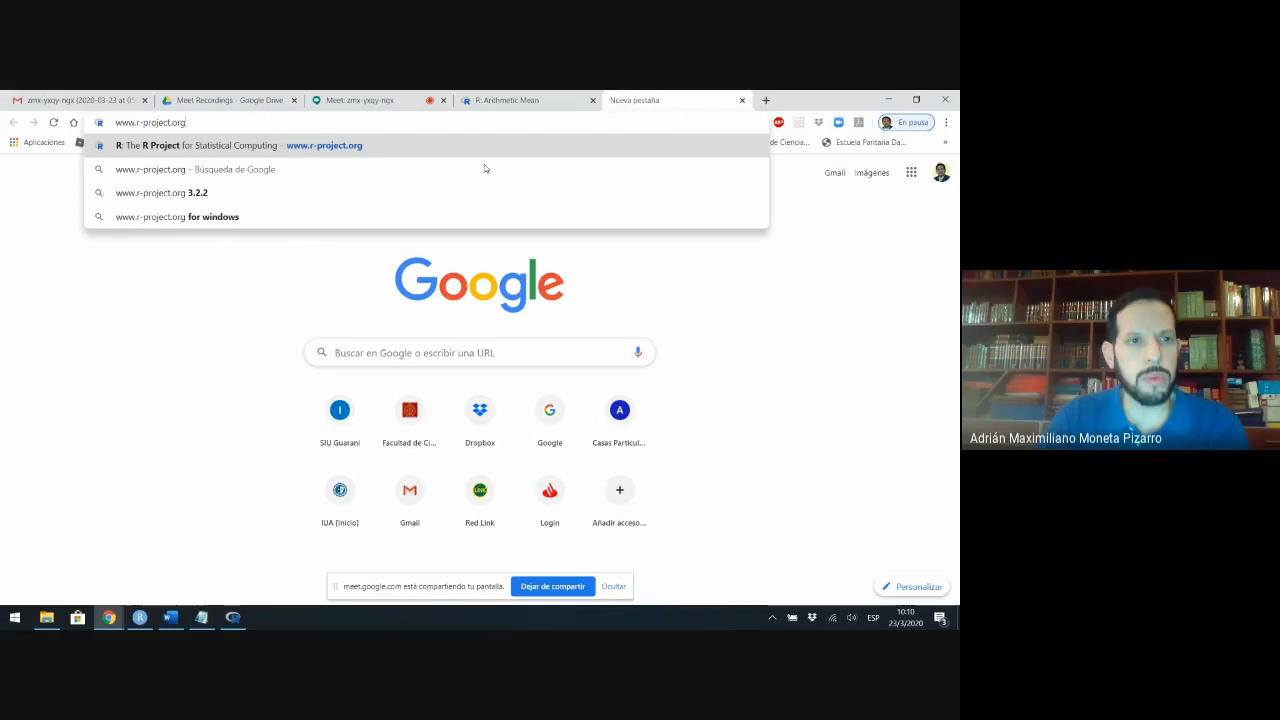 zmx-yxqy-ngx (2020-03-23 at 05
Meet Recordings - Google Drive
Meet: zmx-yxqy-ngx
R: Arithmetic Mean
Nueva pestaña
www.r-project.org
ABP
En pausa
Aplicaciones
R: The R Project for Statistical Computing - www.r-project.org
de Ciencia...
Escuela Paritaria Da...
»
www.r-project.org - Búsqueda de Google
Gmail
Imágenes
www.r-project.org 3.2.2
www.r-project.org for windows
Google
Buscar en Google o escribir una URL
I
A
SIU Guarani
Facultad de Ci...
Dropbox
Google
Casas Particul...
LINK
IUA [Inicio]
Gmail
Red Link
Login
Añadir acceso...
Adrián Maximiliano Moneta Pizarro
meet.google.com está compartiendo tu pantalla.
Dejar de compartir
Ocultar
Personalizar
ESP
10:10
23/3/2020
3